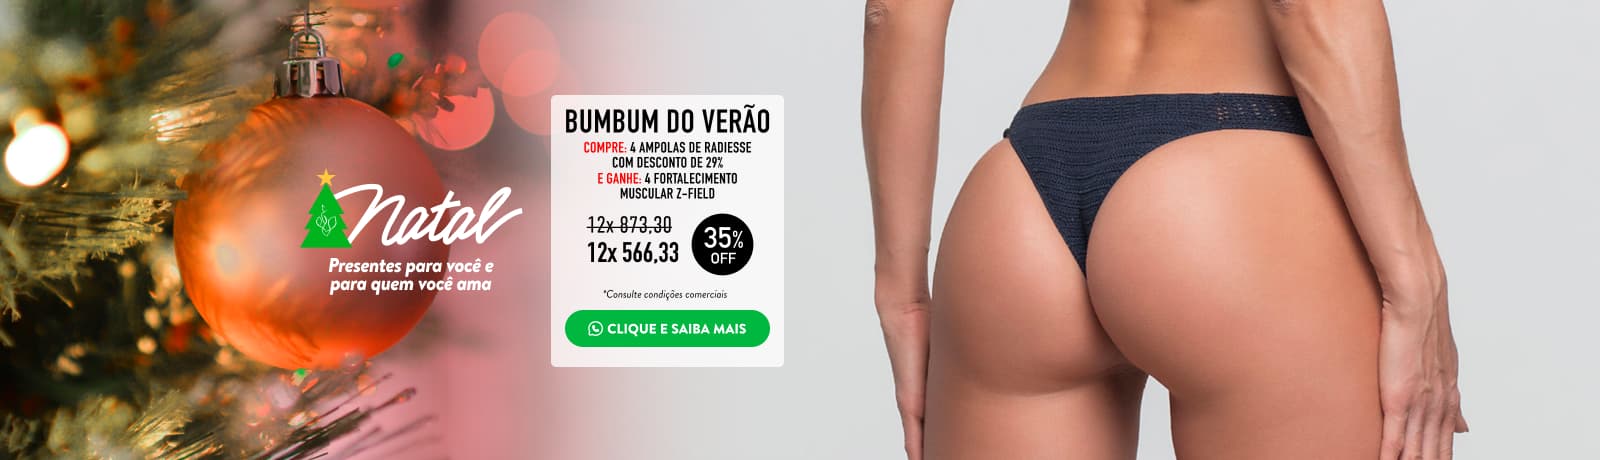 Natal
Presentes para você e
para quem você ama
BUMBUM DO VERÃO
COMPRE: 4 AMPOLAS DE RADIESSE
COM DESCONTO DE 29%
E GANHE: 4 FORTALECIMENTO
MUSCULAR Z-FIELD
12x 873,30
12x 566,33
35%
OFF
*Consulte condições comerciais
CLIQUE E SAIBA MAIS